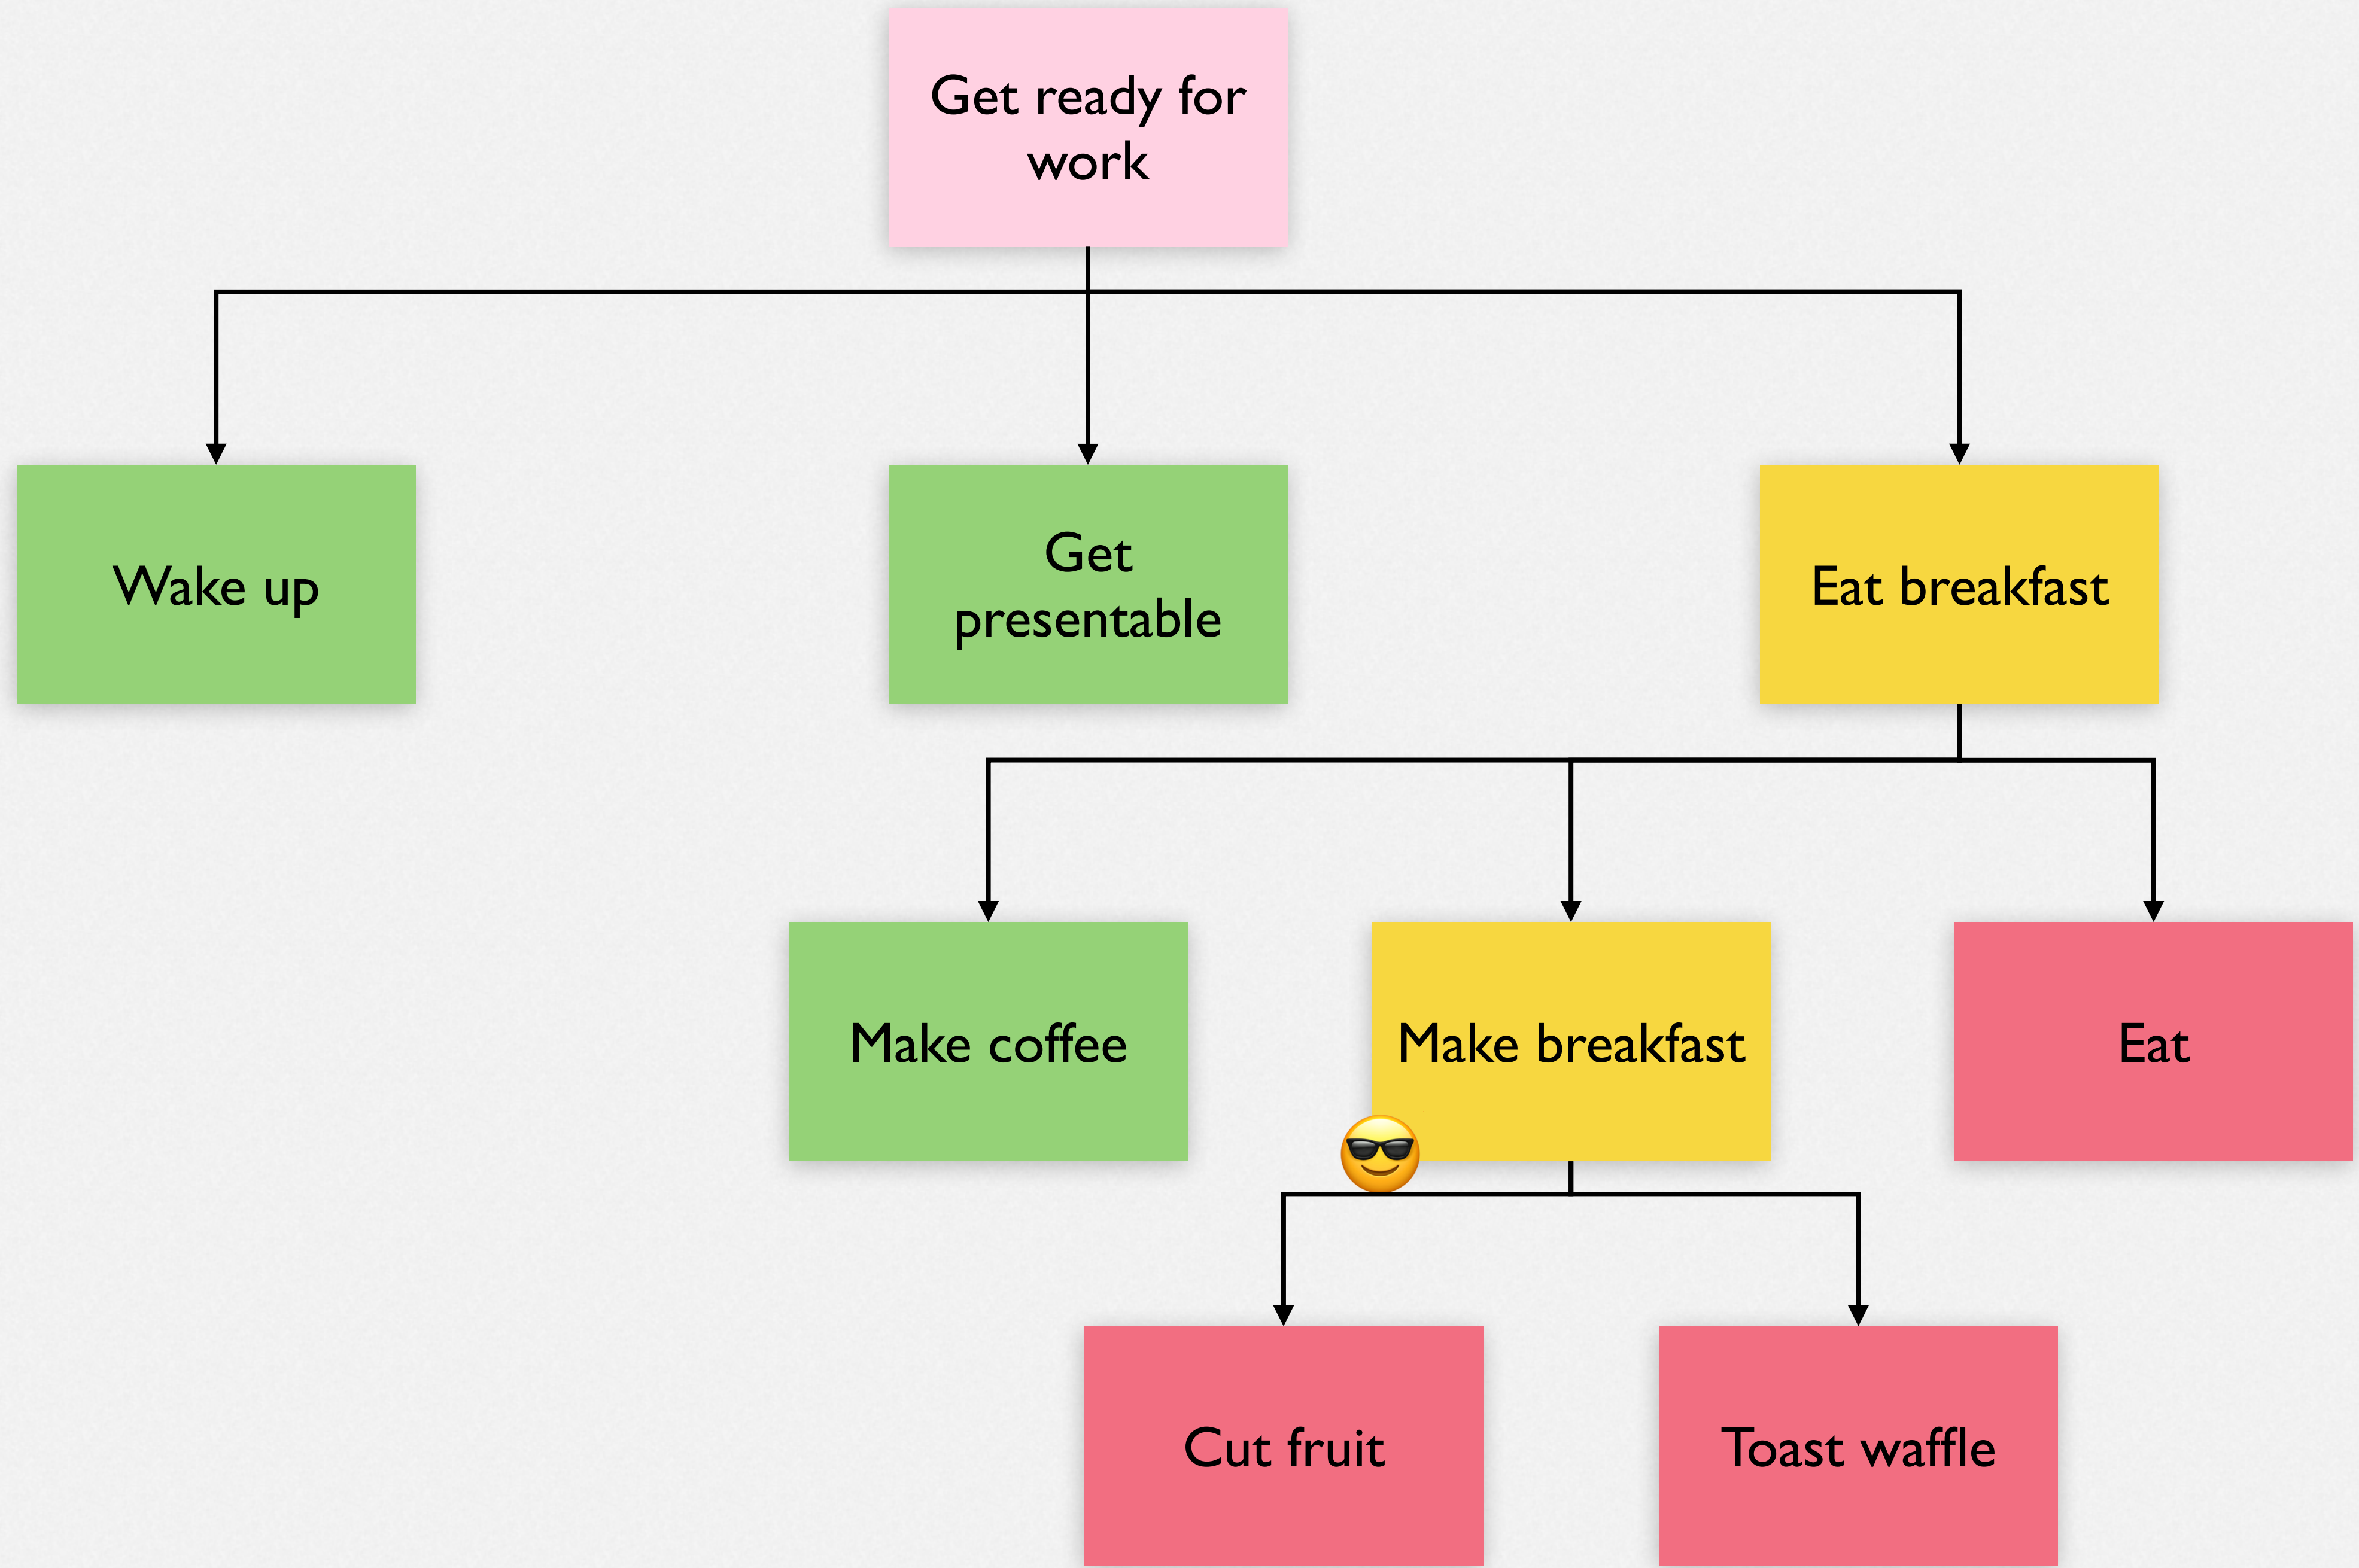 Get ready for
work
Wake up
Get
presentable
Eat breakfast
Make coffee
Make breakfast
Eat
Cut fruit
Toast waffle